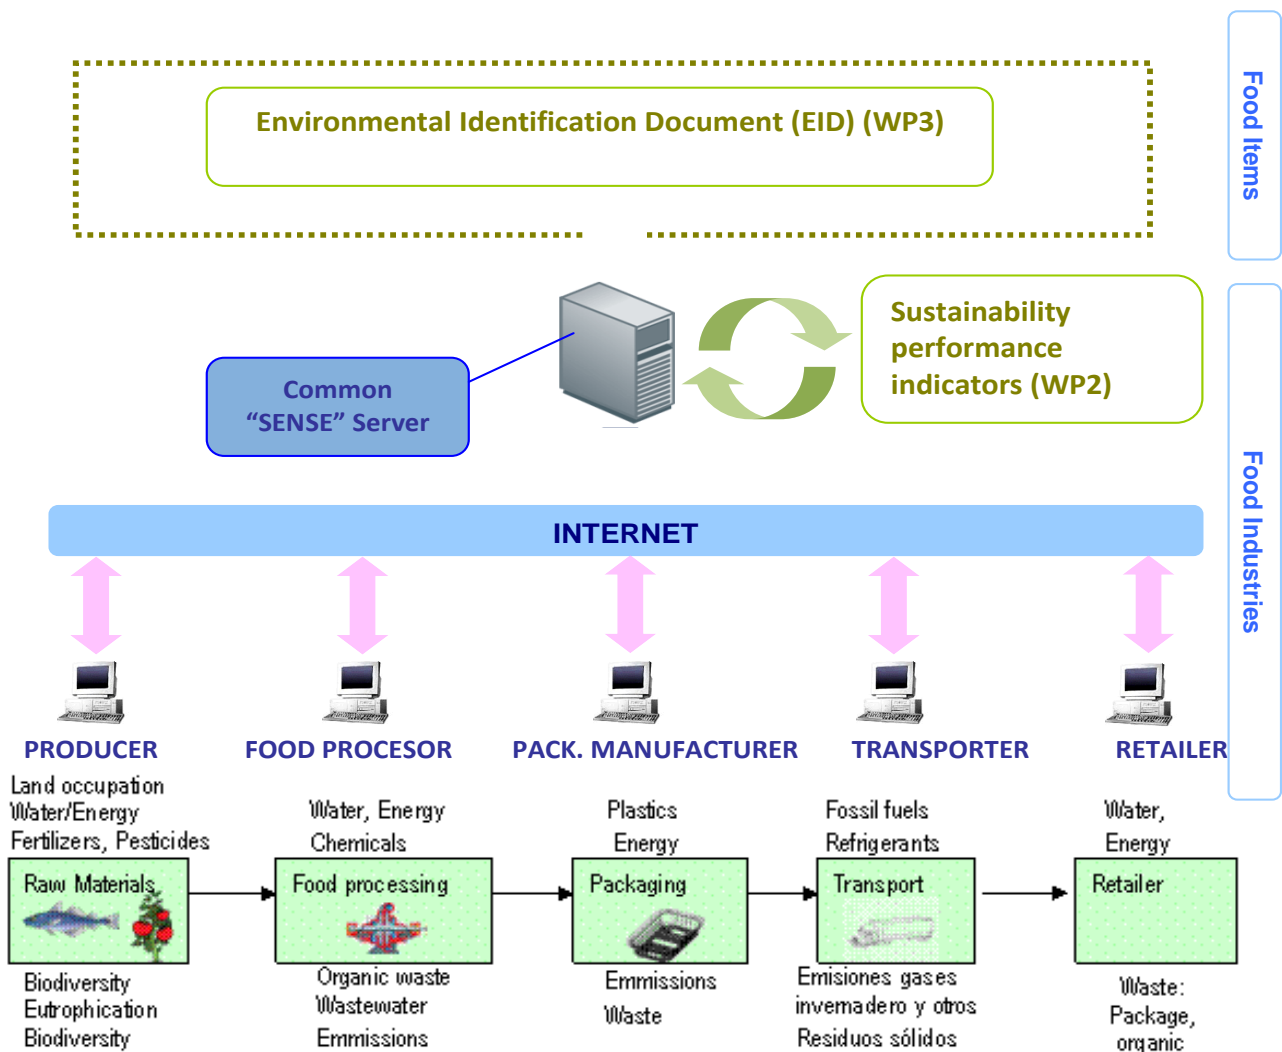 Food Items
Environmental Identification Document (EID) (WP3)
Sustainability
performance
indicators (WP2)
Common
“SENSE” Server
Food Industries
INTERNET
PRODUCER
FOOD PROCESOR
PACK. MANUFACTURER
TRANSPORTER
RETAILER
Land occupation
Water/Energy
Fertilizers, Pesticides
Water, Energy
Chemicals
Plastics
Energy
Fossil fuels
Refrigerants
Water,
Energy
Raw Materials
Food processing
Packaging
Transport
Retailer
Biodiversity
Eutrophication
Biodiversity
Organic waste
Wastewater
Emmissions
Emmissions
Waste
Emisiones gases
invernadero y otros
Residuos sólidos
Waste:
Package,
organic